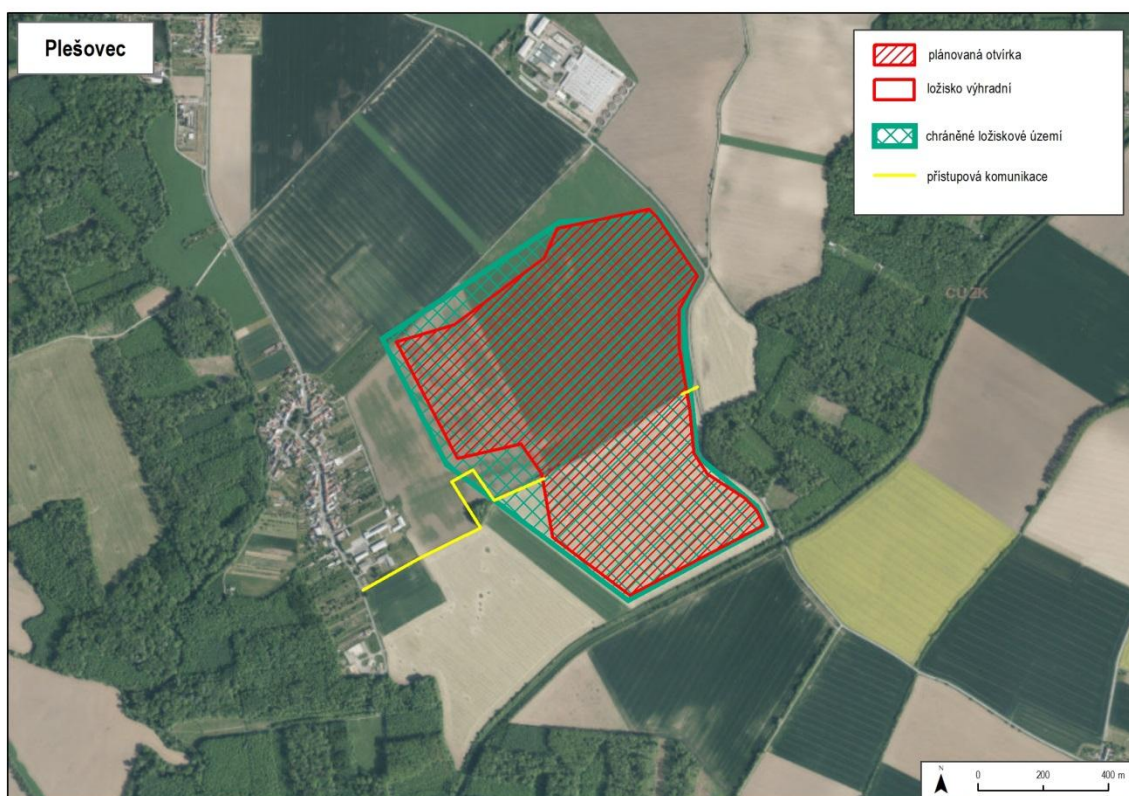 Plešovec
plánovaná otvírka
ložisko výhradní
chráněné ložiskové území
přístupová komunikace
ČÚZK
N
0 200 400 m